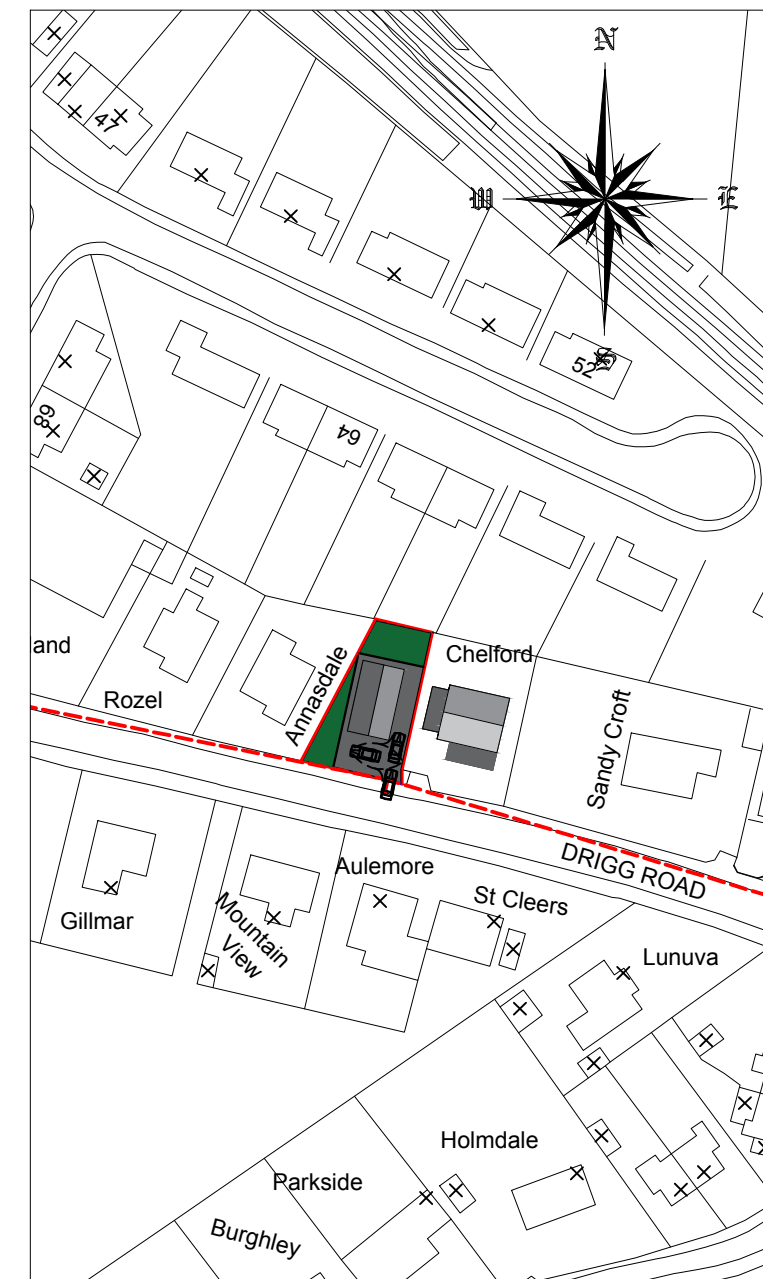 N
47
W
E
S
52
64
89
and
Rozel
Annasdale
Chelford
Sandy Croft
DRIGG ROAD
Aulemore
St Cleers
Gillmar
Mountain
View
Lunuva
Holmdale
Parkside
Burghley